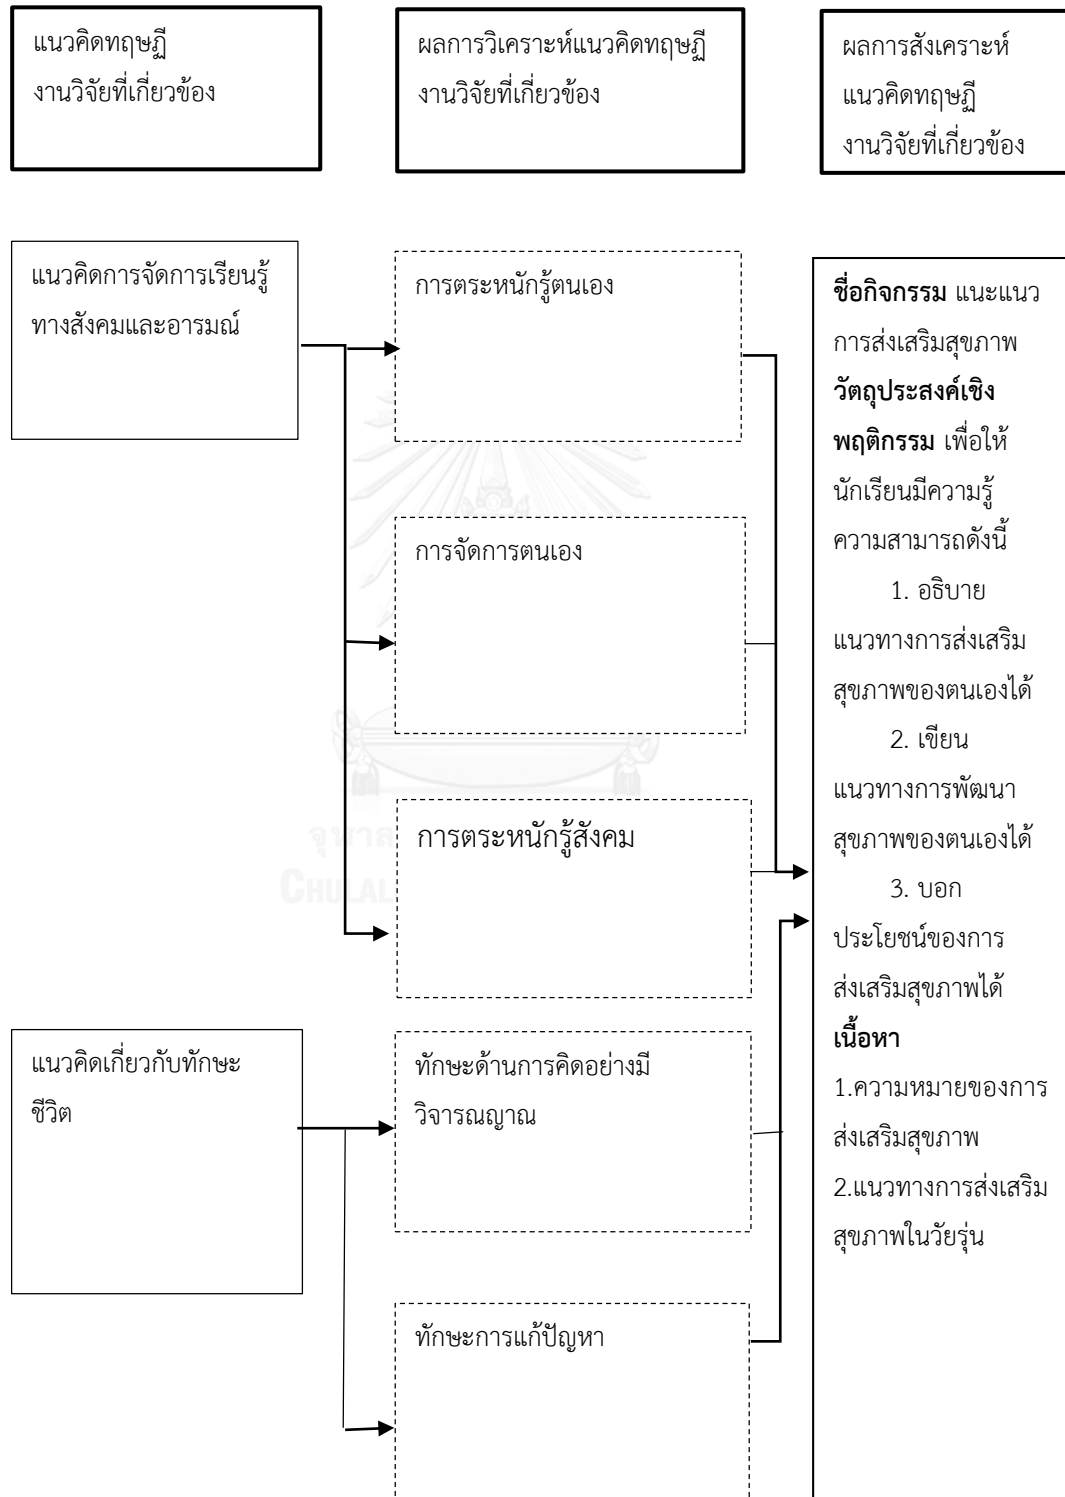 แนวคิดทฤษฏี
งานวิจัยที่เกี่ยวข้อง
ผลการวิเคราะห์แนวคิดทฤษฏี
งานวิจัยที่เกี่ยวข้อง
ผลการสังเคราะห์
แนวคิดทฤษฏี
งานวิจัยที่เกี่ยวข้อง
แนวคิดการจัดการเรียนรู้
ทางสังคมและอารมณ์
การตระหนักรู้ตนเอง
การจัดการตนเอง
การตระหนักรู้สังคม
แนวคิดเกี่ยวกับทักษะ
ชีวิต
ทักษะด้านการคิดอย่างมี
วิจารณญาณ
ทักษะการแก้ปัญหา
ชื่อกิจกรรม แนะแนว
การส่งเสริมสุขภาพ
วัตถุประสงค์เชิง
พฤติกรรม เพื่อให้
นักเรียนมีความรู้
ความสามารถดังนี้
1. อธิบาย
แนวทางการส่งเสริม
สุขภาพของตนเองได้
2. เขียน
แนวทางการพัฒนา
สุขภาพของตนเองได้
3. บอก
ประโยชน์ของการ
ส่งเสริมสุขภาพได้
เนื้อหา
1.ความหมายของการ
ส่งเสริมสุขภาพ
2.แนวทางการส่งเสริม
สุขภาพในวัยรุ่น